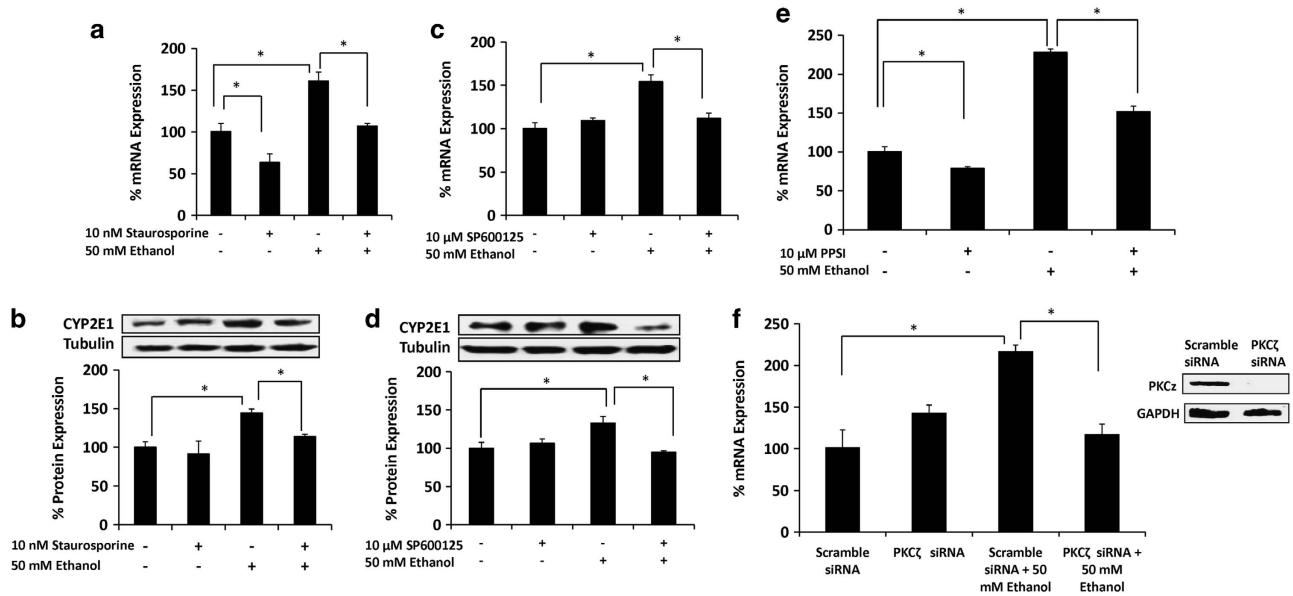 a
% mRNA Expression
200
150
100
50
0
*
*
*
10 nM Staurosporine - + - +
50 mM Ethanol - - + +
b
CYP2E1
Tubulin
% Protein Expression
200
150
100
50
0
*
*
10 nM Staurosporine - + - +
50 mM Ethanol - - + +
c
% mRNA Expression
200
150
100
50
0
*
*
10 µM SP600125 - + - +
50 mM Ethanol - - + +
d
CYP2E1
Tubulin
% Protein Expression
200
150
100
50
0
*
*
10 µM SP600125 - + - +
50 mM Ethanol - - + +
e
% mRNA Expression
250
200
150
100
50
0
*
*
*
10 µM PPSI - + - +
50 mM Ethanol - - + +
f
% mRNA Expression
250
200
150
100
50
0
*
*
Scramble siRNA
PKCζ siRNA
Scramble siRNA + 50 mM Ethanol
PKCζ siRNA + 50 mM Ethanol
Scramble siRNA
PKCζ siRNA
PKCz
GAPDH